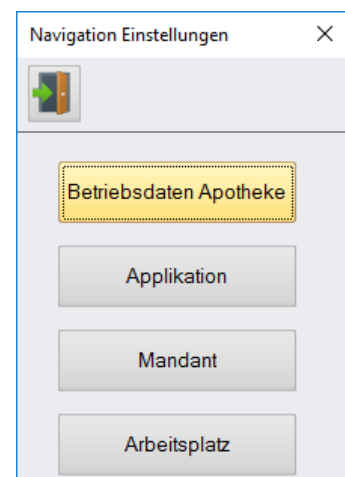 Navigation Einstellungen
Betriebsdaten Apotheke
Applikation
Mandant
Arbeitsplatz